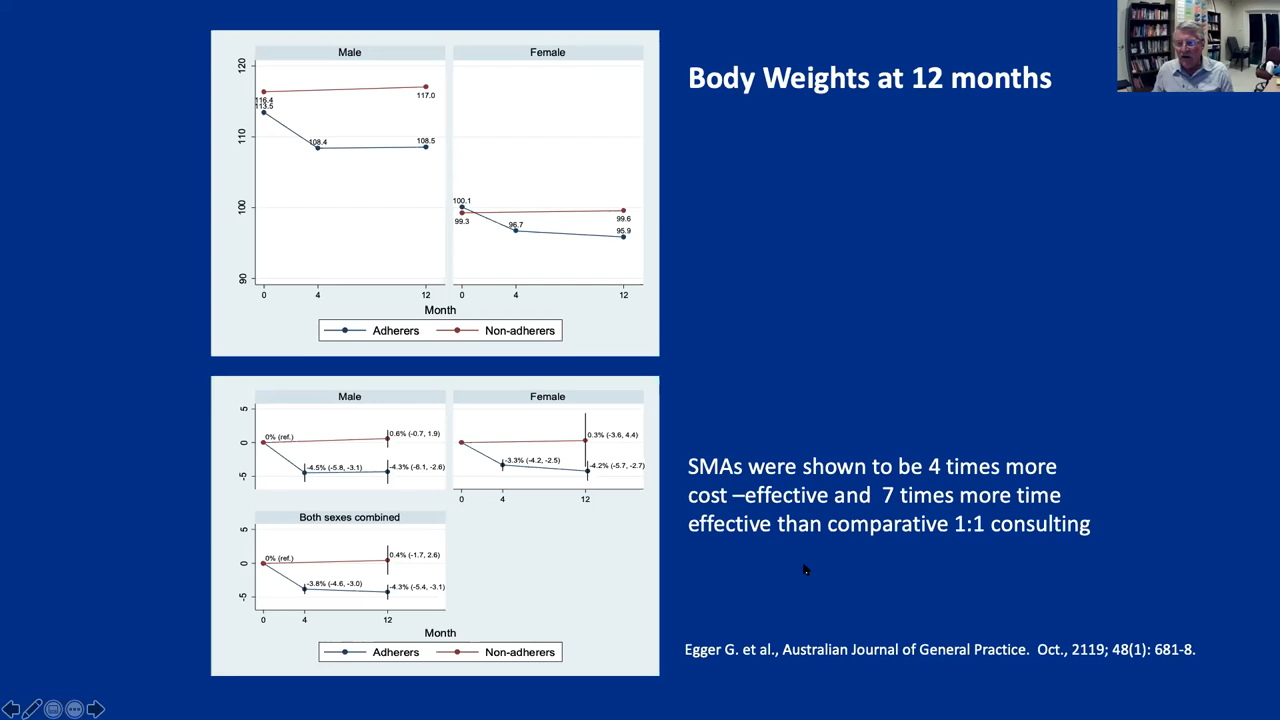 Body Weights at 12 months
Male Female
120
110
100
90
116.4
113.5
108.4
117.0
108.5
100.1
99.3
96.7
99.6
95.9
0 4 12 0 4 12
Month
Adherers Non-adherers
Male Female
5
0
-5
0% (ref.)
0.6% (-0.7, 1.9)
-4.5% (-5.8, -3.1)
-4.3% (-6.1, -2.6)
0.3% (-3.6, 4.4)
-3.3% (-4.2, -2.5)
-4.2% (-5.7, -2.7)
0 4 12
Both sexes combined
5
0
-5
0% (ref.)
0.4% (-1.7, 2.6)
-3.8% (-4.6, -3.0)
-4.3% (-5.4, -3.1)
0 4 12
Month
Adherers Non-adherers
SMAs were shown to be 4 times more
cost –effective and 7 times more time
effective than comparative 1:1 consulting
Egger G. et al., Australian Journal of General Practice. Oct., 2119; 48(1): 681-8.